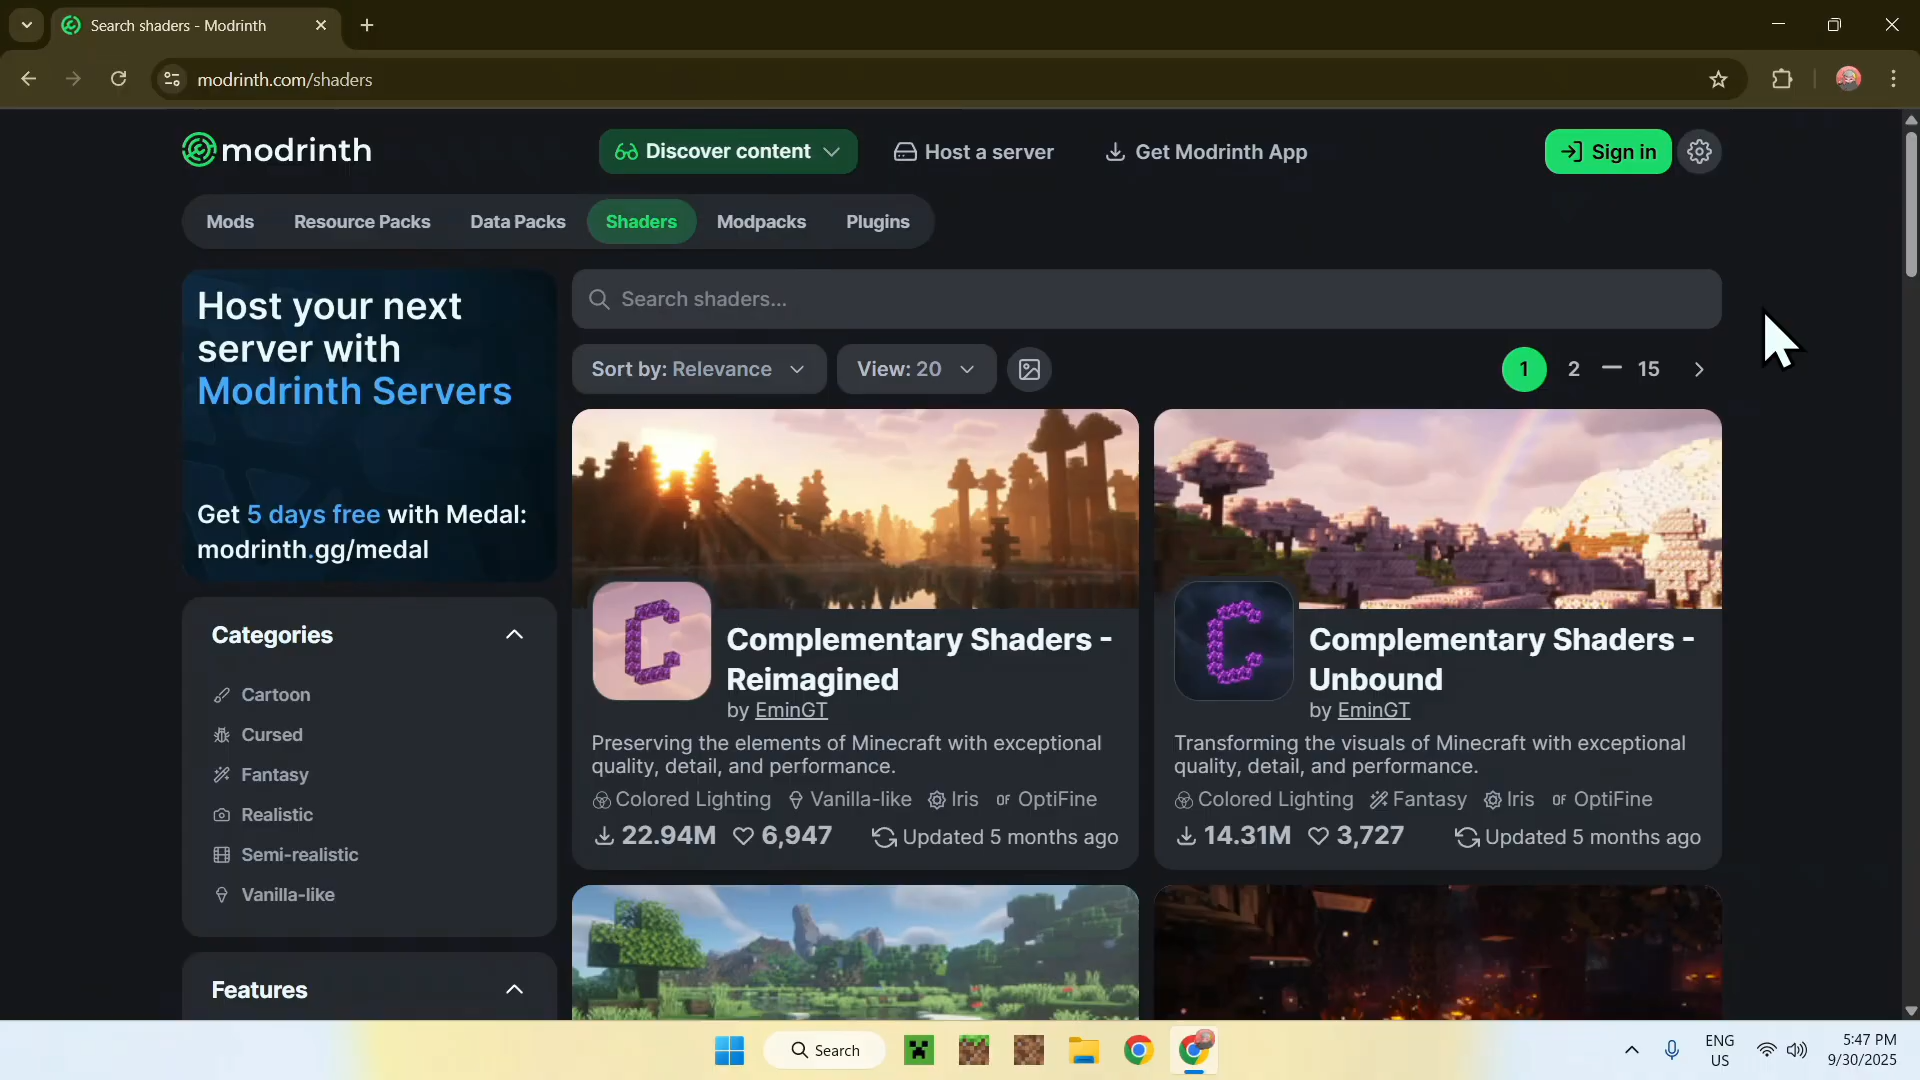 Search shaders - Modrinth
modrinth.com/shaders
modrinth
Discover content
Host a server
Get Modrinth App
Sign in
Mods
Resource Packs
Data Packs
Shaders
Modpacks
Plugins
Host your next
server with
Modrinth Servers
Get 5 days free with Medal:
modrinth.gg/medal
Search shaders...
Sort by: Relevance
View: 20
1
2
15
Complementary Shaders -
Reimagined
by EminGT
Preserving the elements of Minecraft with exceptional
quality, detail, and performance.
Colored Lighting Vanilla-like Iris OF OptiFine
22.94M 6,947 Updated 5 months ago
Complementary Shaders -
Unbound
by EminGT
Transforming the visuals of Minecraft with exceptional
quality, detail, and performance.
Colored Lighting Fantasy Iris OF OptiFine
14.31M 3,727 Updated 5 months ago
Categories
Cartoon
Cursed
Fantasy
Realistic
Semi-realistic
Vanilla-like
Features
Search
ENG
US
5:47 PM
9/30/2025